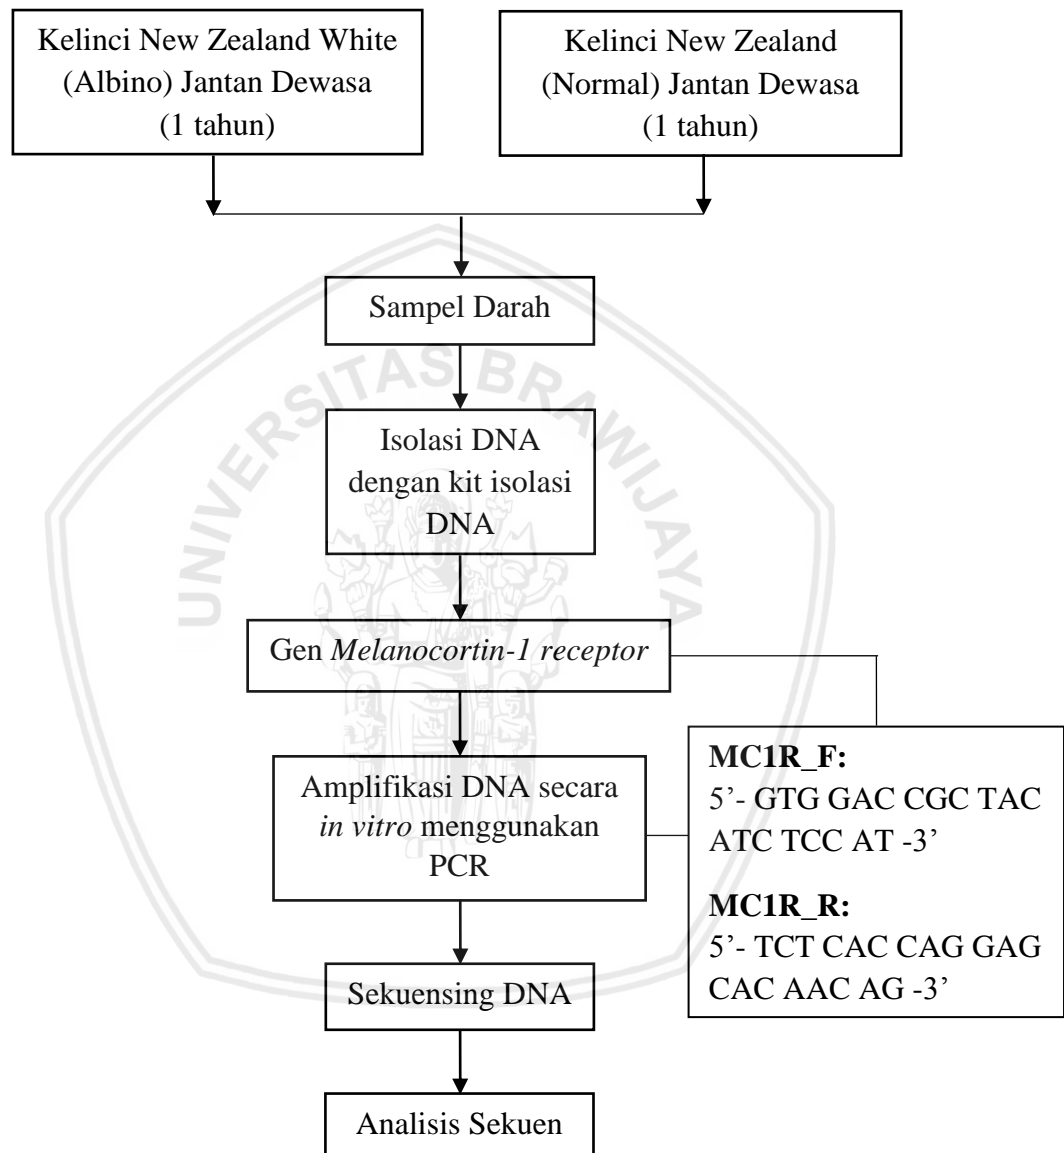 Kelinci New Zealand White
(Albino) Jantan Dewasa
(1 tahun)
Kelinci New Zealand
(Normal) Jantan Dewasa
(1 tahun)
Sampel Darah
UNIVERSITAS BRAWIJAYA
Isolasi DNA
dengan kit isolasi
DNA
Gen Melanocortin-1 receptor
Amplifikasi DNA secara
in vitro menggunakan
PCR
MC1R_F:
5’- GTG GAC CGC TAC
ATC TCC AT -3’
MC1R_R:
5’- TCT CAC CAG GAG
CAC AAC AG -3’
Sekuensing DNA
Analisis Sekuen